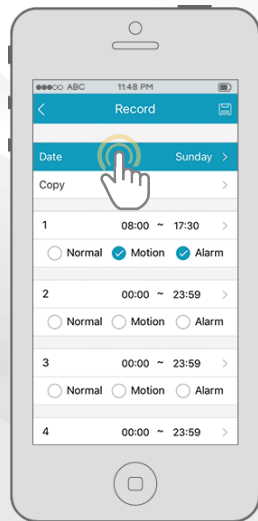 ABC 11:48 PM
Record
Date Sunday >
Copy >
1 08:00 ~ 17:30 >
Normal Motion Alarm
2 00:00 ~ 23:59 >
Normal Motion Alarm
3 00:00 ~ 23:59 >
Normal Motion Alarm
4 00:00 ~ 23:59 >